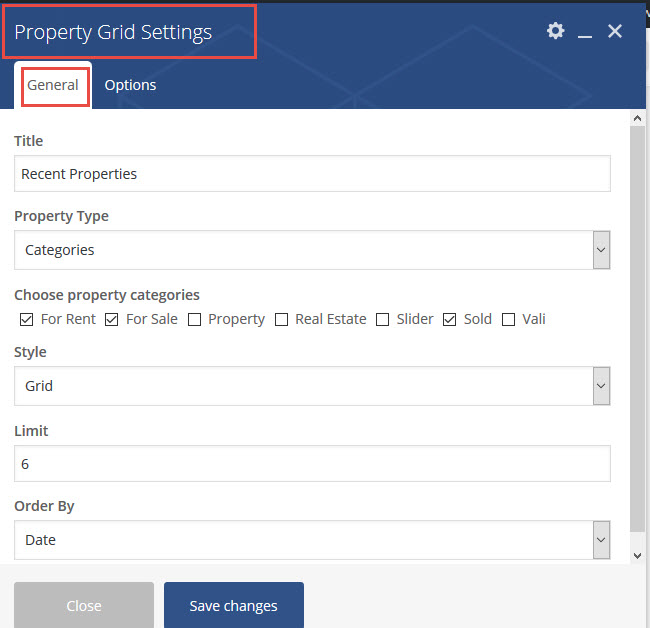 Property Grid Settings
General Options
Title
Recent Properties
Property Type
Categories
Choose property categories
For Rent For Sale Property Real Estate Slider Sold Vali
Style
Grid
Limit
6
Order By
Date
Close Save changes